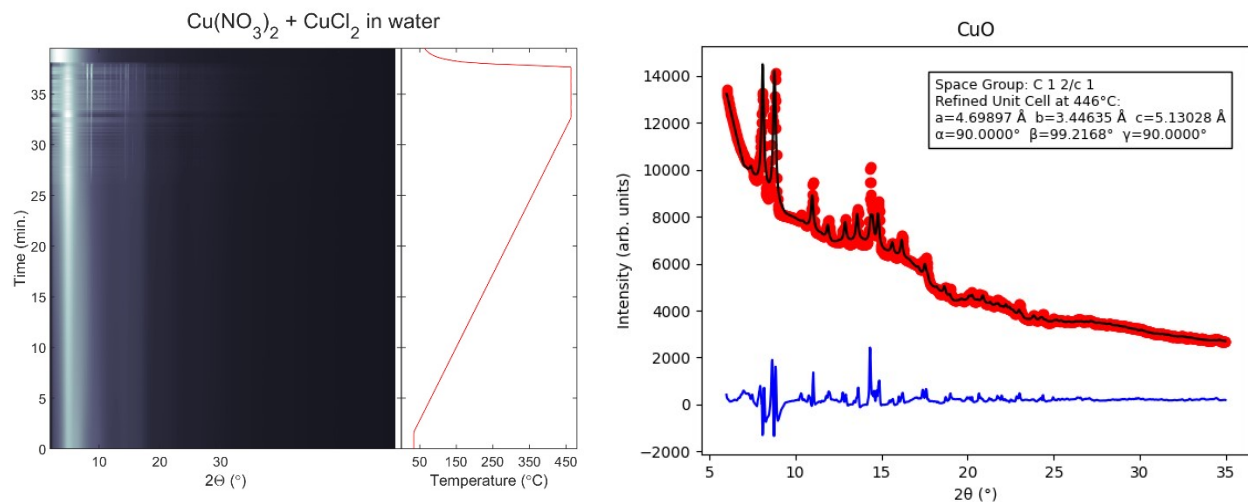 Cu(NO₃)₂ + CuCl₂ in water
Time (min.)
35
30
25
20
15
10
5
0
10 20 30
2Θ (°)
50 150 250 350 450
Temperature (°C)
CuO
Space Group: C 1 2/c 1
Refined Unit Cell at 446°C:
a=4.69897 Å b=3.44635 Å c=5.13028 Å
α=90.0000° β=99.2168° γ=90.0000°
Intensity (arb. units)
14000
12000
10000
8000
6000
4000
2000
0
−2000
5 10 15 20 25 30 35
2θ (°)